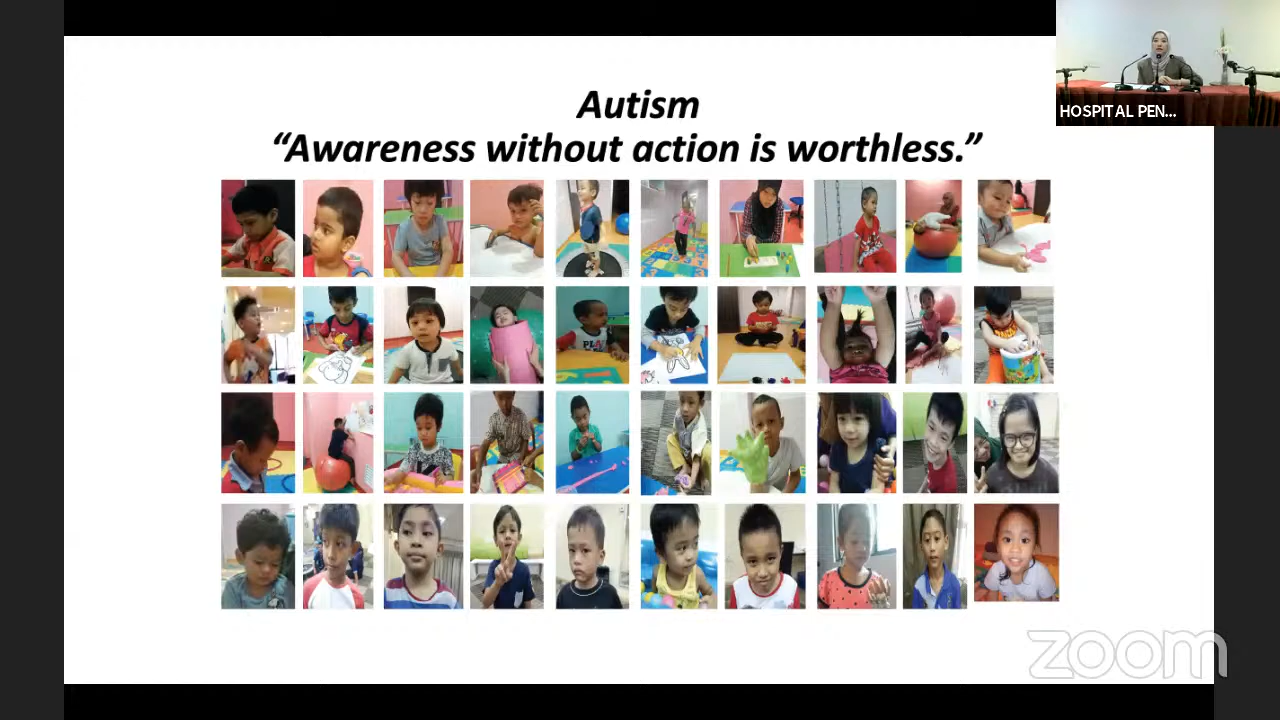 Autism
“Awareness without action is worthless.”
HOSPITAL PEN...
zoom